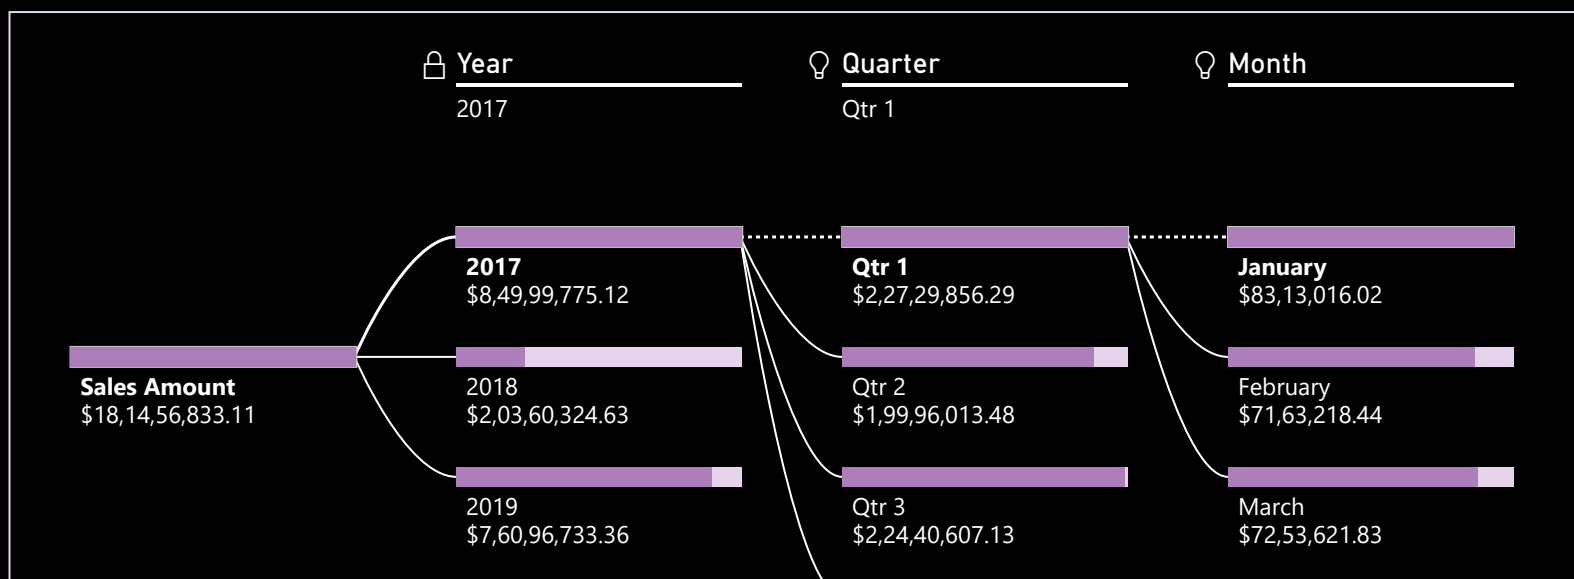 Year
2017
Quarter
Qtr 1
Month
Sales Amount
$18,14,56,833.11
2017
$8,49,99,775.12
2018
$2,03,60,324.63
2019
$7,60,96,733.36
Qtr 1
$2,27,29,856.29
Qtr 2
$1,99,96,013.48
Qtr 3
$2,24,40,607.13
January
$83,13,016.02
February
$71,63,218.44
March
$72,53,621.83